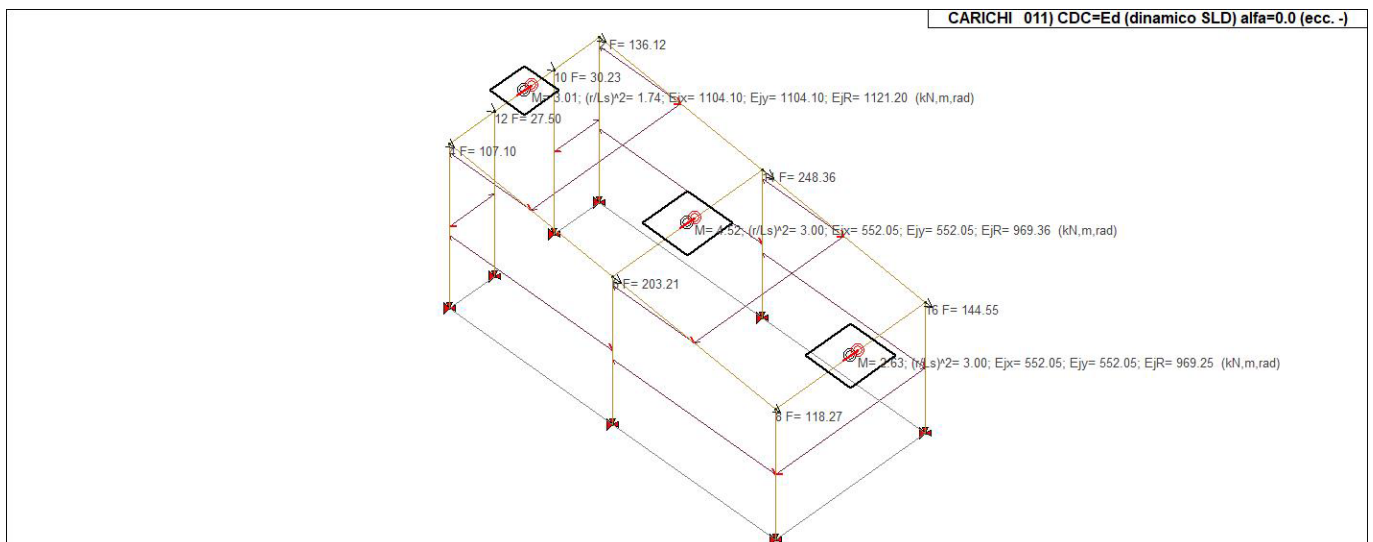 CARICHI 011) CDC=Ed (dinamico SLD) alfa=0.0 (ecc. -)
2 F= 136.12
10 F= 30.23
M= 3.01; (r/Ls)^2= 1.74; Ejx= 1104.10; Ejy= 1104.10; EjR= 1121.20 (kN,m,rad)
12 F= 27.50
4 F= 107.10
F= 248.36
M= 4.52; (r/Ls)^2= 3.00; Ejx= 552.05; Ejy= 552.05; EjR= 969.36 (kN,m,rad)
F= 203.21
16 F= 144.55
M= 2.63; (r/Ls)^2= 3.00; Ejx= 552.05; Ejy= 552.05; EjR= 969.25 (kN,m,rad)
8 F= 118.27